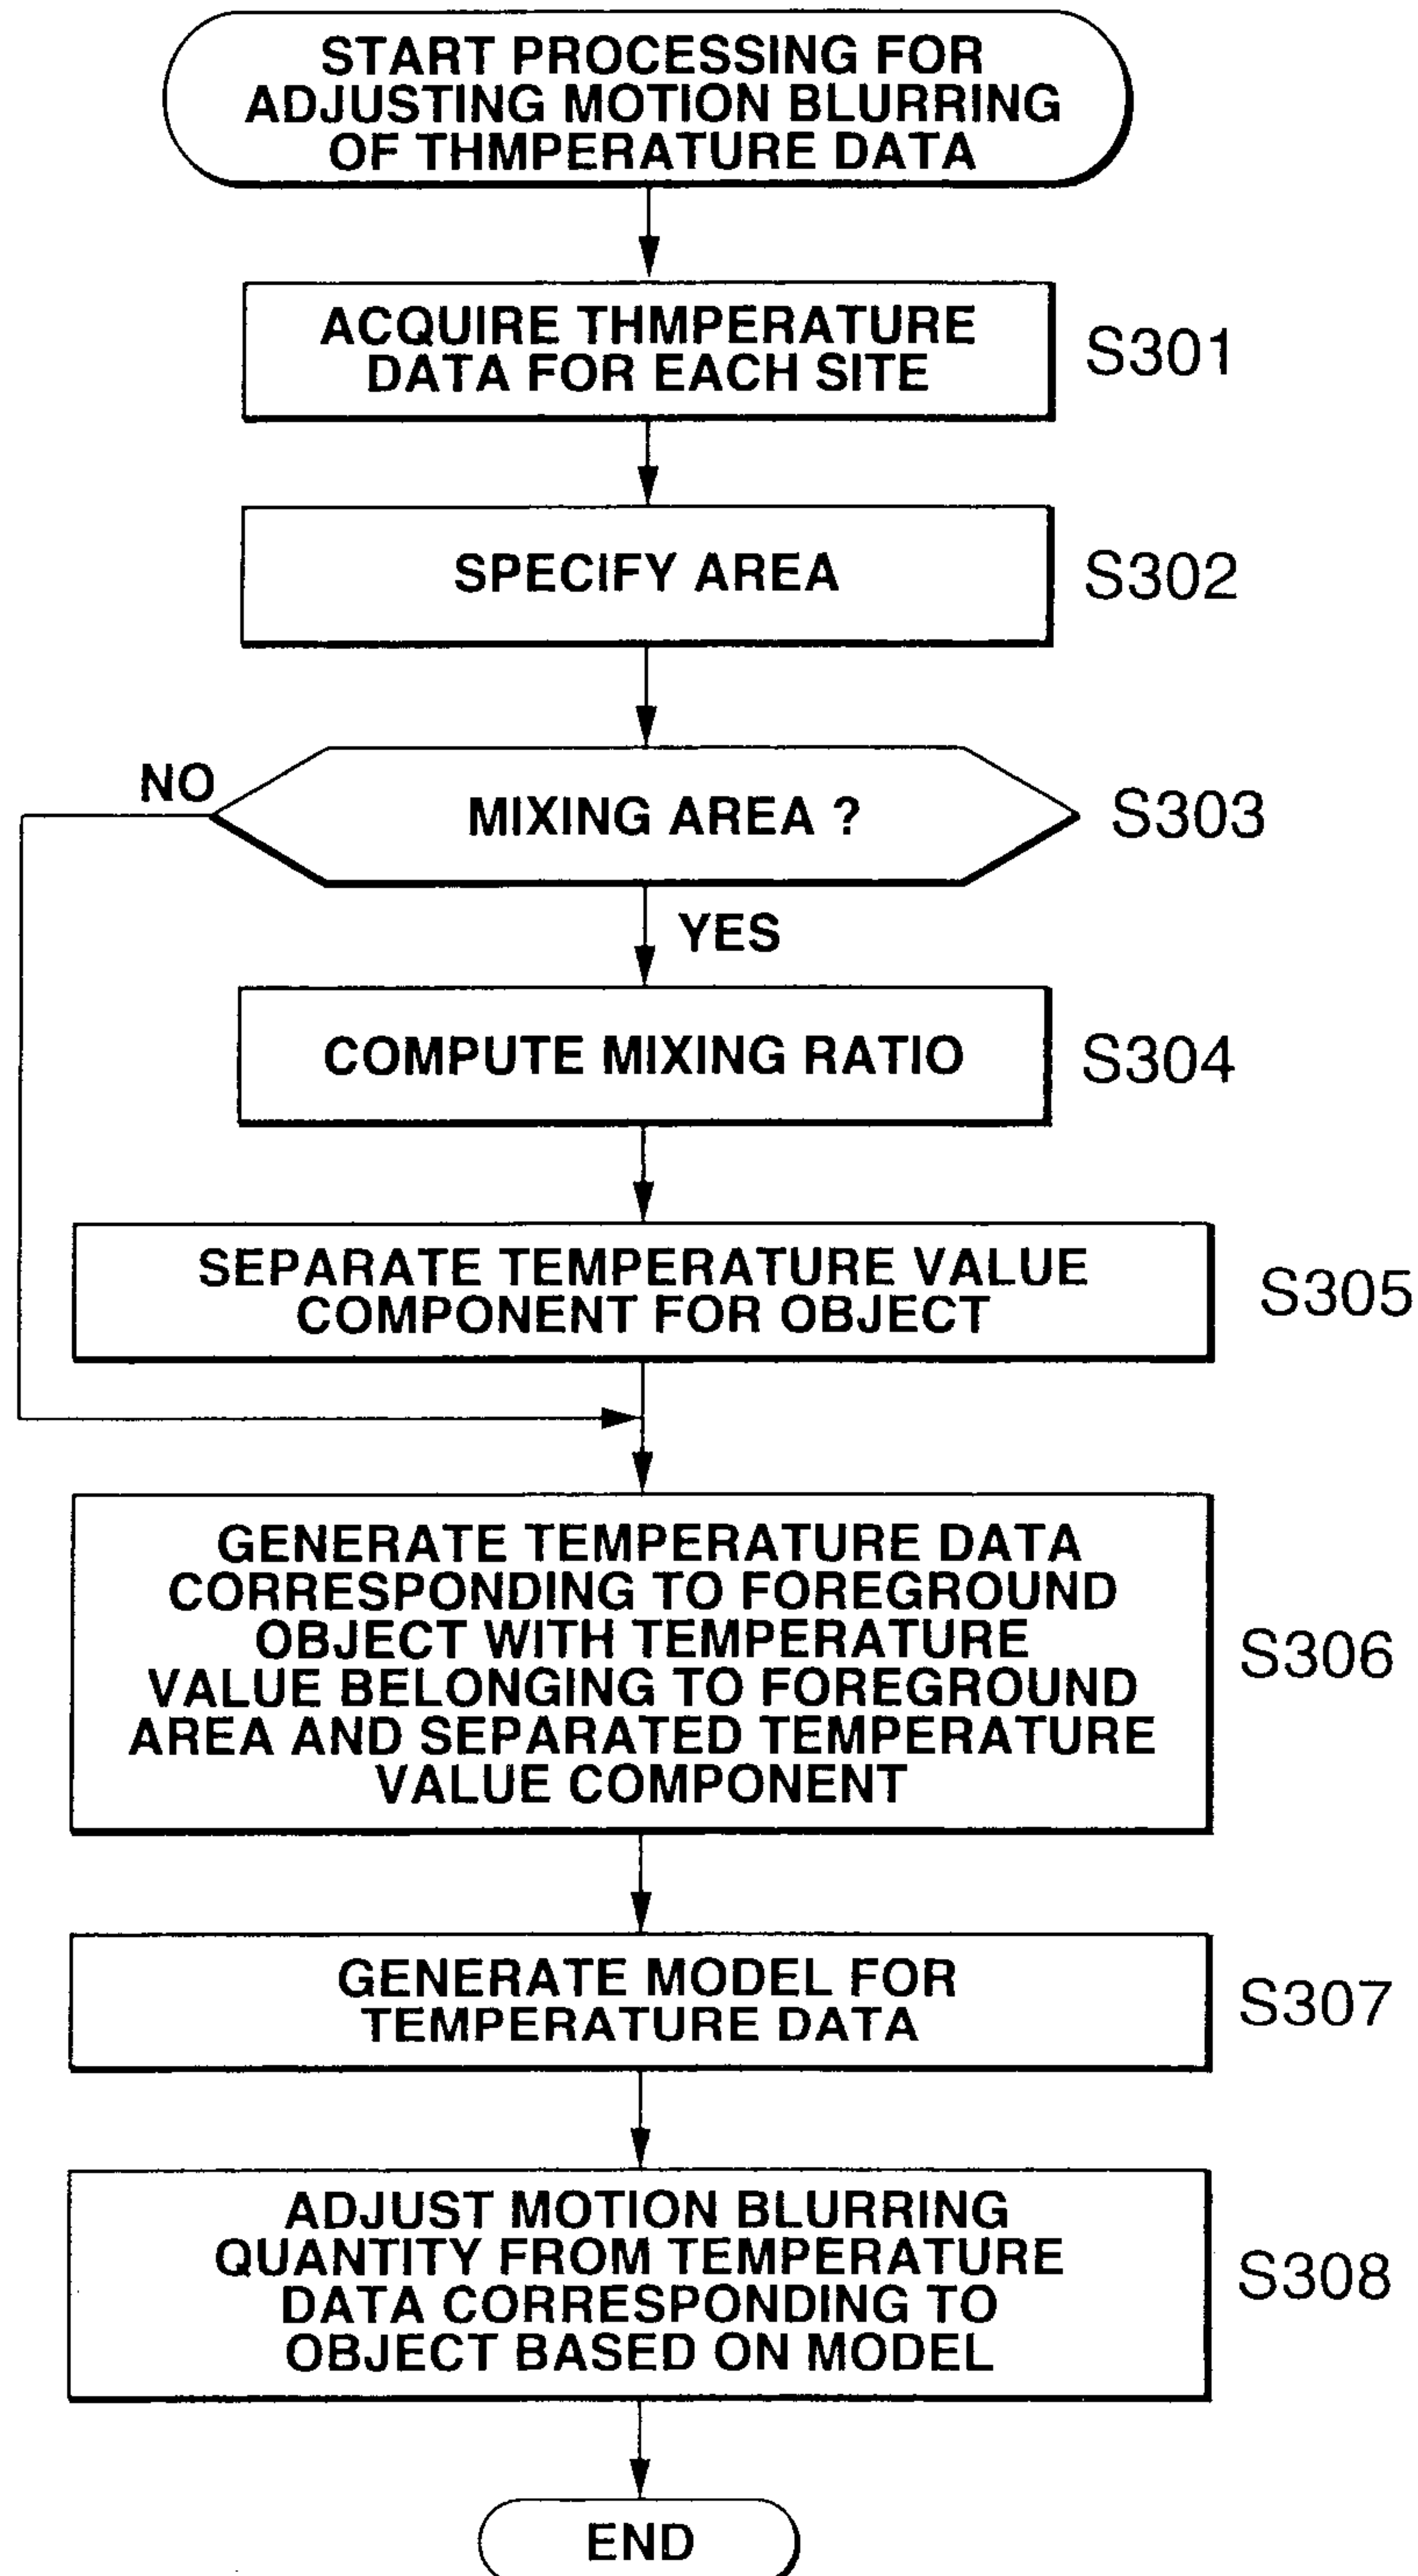 START PROCESSING FOR
ADJUSTING MOTION BLURRING
OF THMPERATURE DATA
ACQUIRE THMPERATURE
DATA FOR EACH SITE
S301
SPECIFY AREA
S302
NO
MIXING AREA ?
S303
YES
COMPUTE MIXING RATIO
S304
SEPARATE TEMPERATURE VALUE
COMPONENT FOR OBJECT
S305
GENERATE TEMPERATURE DATA
CORRESPONDING TO FOREGROUND
OBJECT WITH TEMPERATURE
VALUE BELONGING TO FOREGROUND
AREA AND SEPARATED TEMPERATURE
VALUE COMPONENT
S306
GENERATE MODEL FOR
TEMPERATURE DATA
S307
ADJUST MOTION BLURRING
QUANTITY FROM TEMPERATURE
DATA CORRESPONDING TO
OBJECT BASED ON MODEL
S308
END